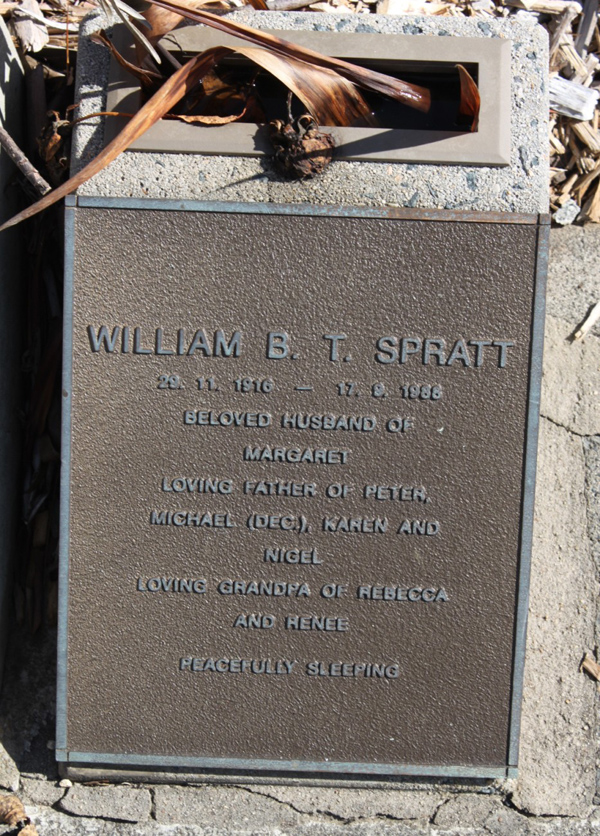 WILLIAM B. T. SPRATT
29. 11. 1916 — 17. 9. 1986
BELOVED HUSBAND OF
MARGARET
LOVING FATHER OF PETER,
MICHAEL (DEC.), KAREN AND
NIGEL
LOVING GRANDPA OF REBECCA
AND RENEE
PEACEFULLY SLEEPING